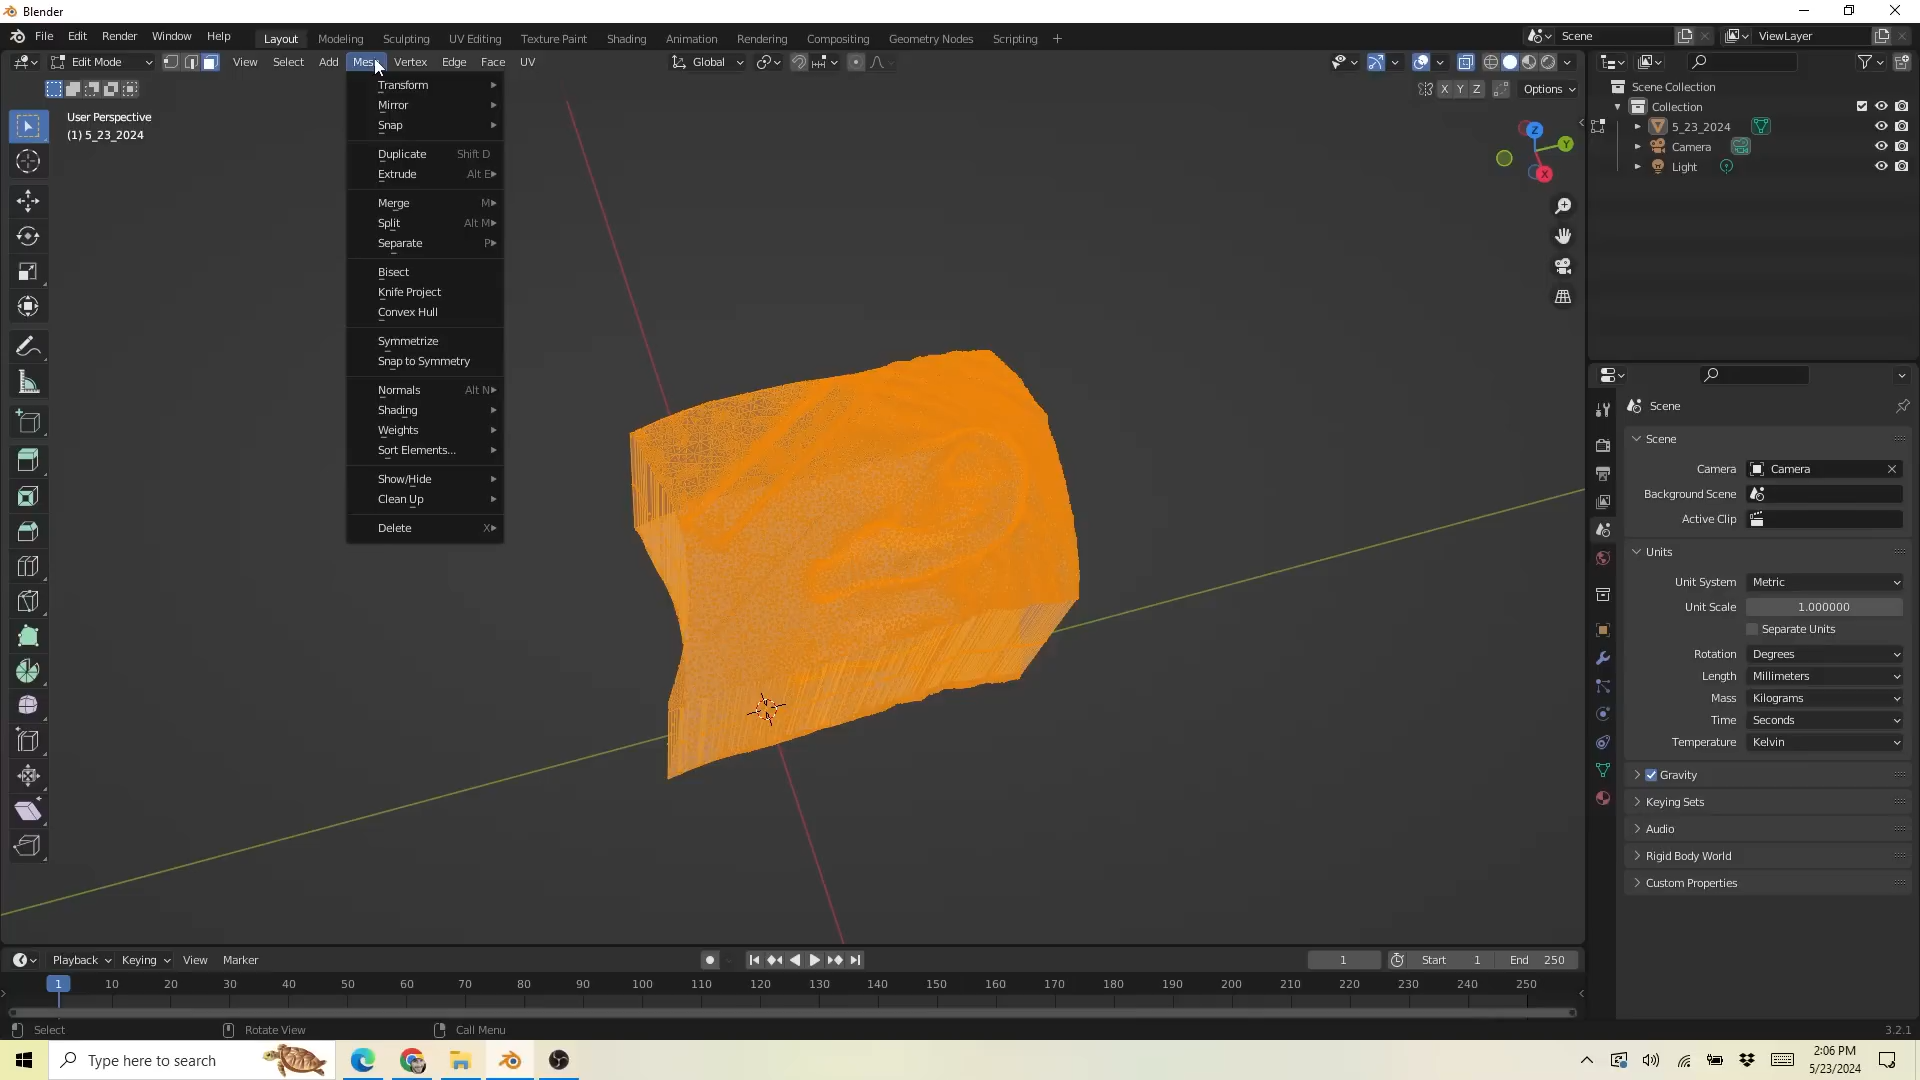 Blender
File Edit Render Window Help Layout Modeling Sculpting UV Editing Texture Paint Shading Animation Rendering Compositing Geometry Nodes Scripting + Scene ViewLayer
Edit Mode View Select Add Mesh Vertex Edge Face UV Global
X Y Z Options
User Perspective
(1) 5_23_2024
Transform
Mirror
Snap
Duplicate Shift D
Extrude Alt E
Merge M
Split Alt M
Separate P
Bisect
Knife Project
Convex Hull
Symmetrize
Snap to Symmetry
Normals Alt N
Shading
Weights
Sort Elements...
Show/Hide
Clean Up
Delete X
Z
Y
X
Scene Collection
Collection
5_23_2024
Camera
Light
Scene
Scene
Camera Camera
Background Scene
Active Clip
Units
Unit System Metric
Unit Scale 1.000000
Separate Units
Rotation Degrees
Length Millimeters
Mass Kilograms
Time Seconds
Temperature Kelvin
Gravity
Keying Sets
Audio
Rigid Body World
Custom Properties
Playback Keying View Marker 1 Start 1 End 250
1 10 20 30 40 50 60 70 80 90 100 110 120 130 140 150 160 170 180 190 200 210 220 230 240 250
Select Rotate View Call Menu 3.2.1
Type here to search
2:06 PM
5/23/2024